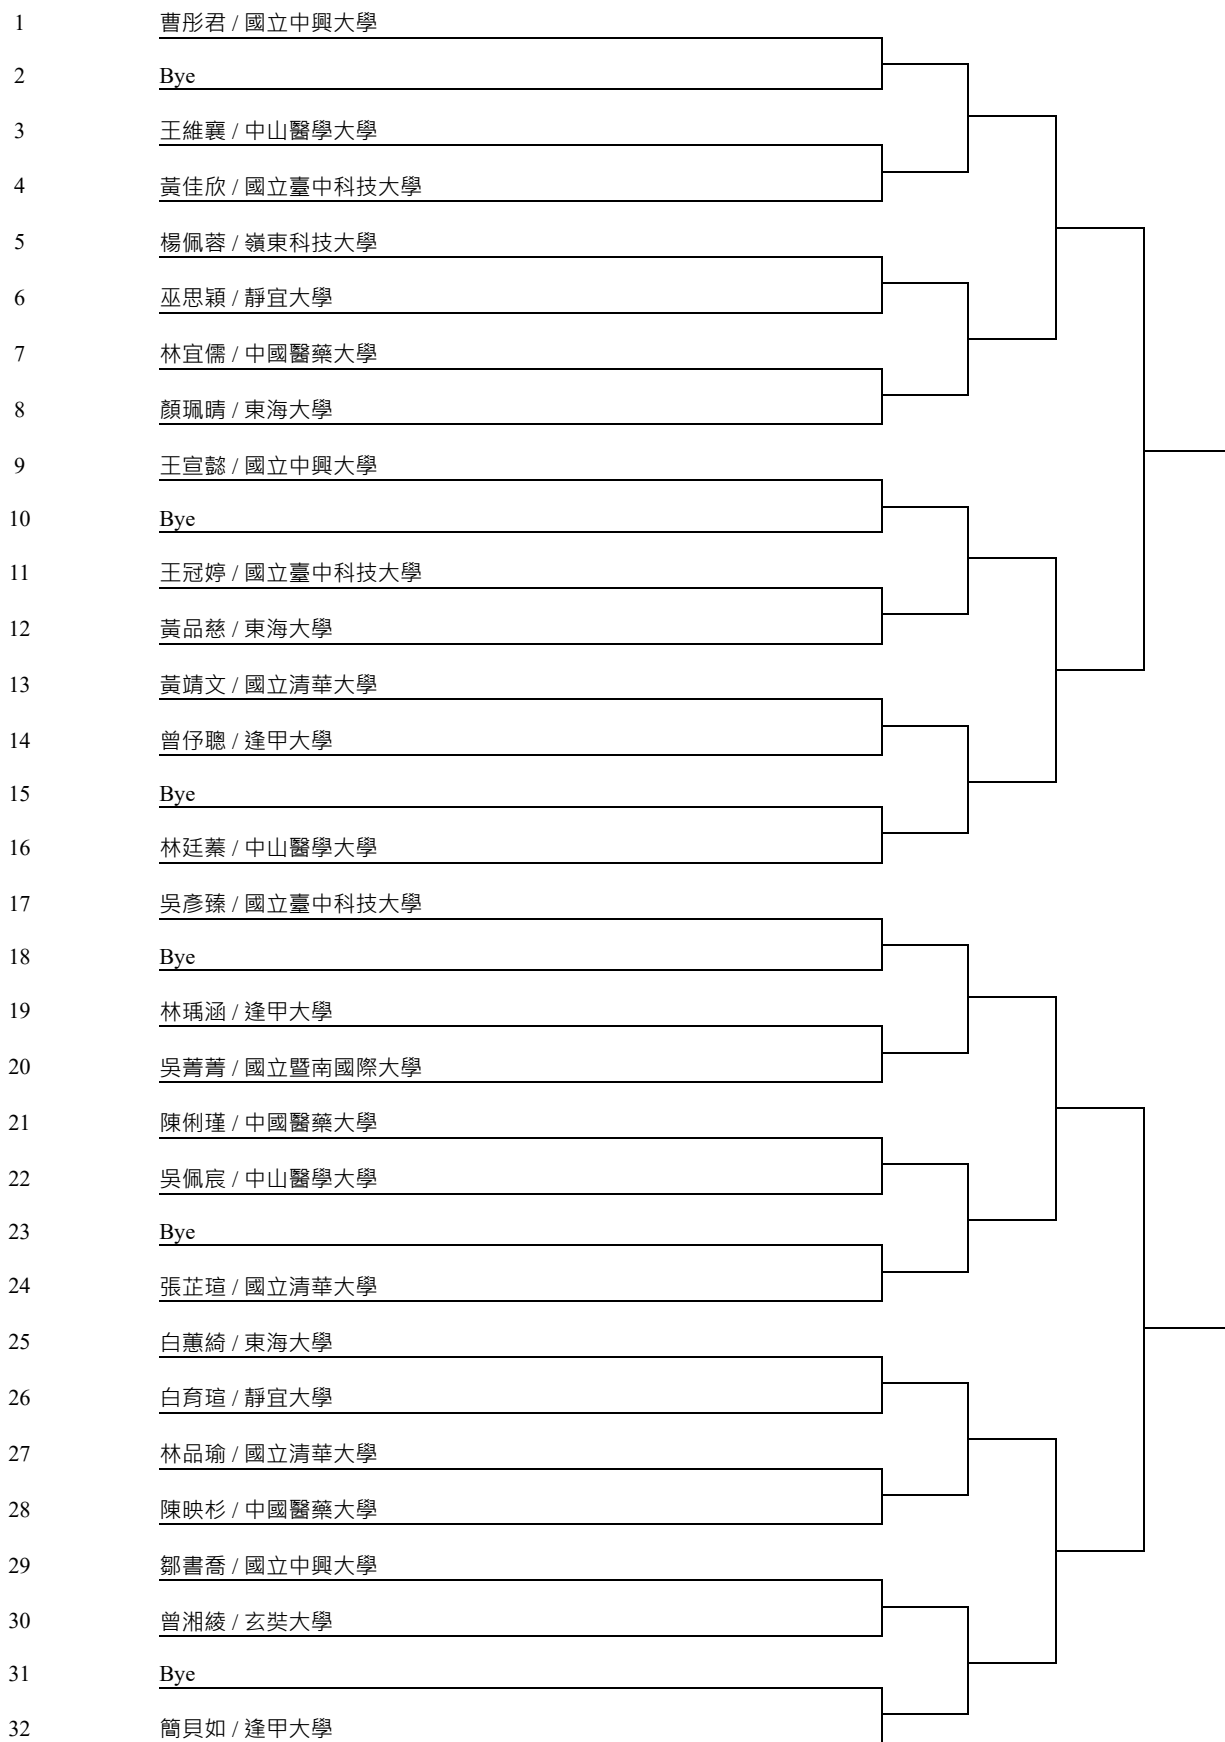 1 曹彤君 / 國立中興大學
2 Bye
3 王維襄 / 中山醫學大學
4 黃佳欣 / 國立臺中科技大學
5 楊佩蓉 / 嶺東科技大學
6 巫思穎 / 靜宜大學
7 林宜儒 / 中國醫藥大學
8 顏珮晴 / 東海大學
9 王宣懿 / 國立中興大學
10 Bye
11 王冠婷 / 國立臺中科技大學
12 黃品慈 / 東海大學
13 黃靖文 / 國立清華大學
14 曾伃聰 / 逢甲大學
15 Bye
16 林廷蓁 / 中山醫學大學
17 吳彥臻 / 國立臺中科技大學
18 Bye
19 林瑀涵 / 逢甲大學
20 吳菁菁 / 國立暨南國際大學
21 陳俐瑾 / 中國醫藥大學
22 吳佩宸 / 中山醫學大學
23 Bye
24 張芷瑄 / 國立清華大學
25 白蕙綺 / 東海大學
26 白育瑄 / 靜宜大學
27 林品瑜 / 國立清華大學
28 陳映杉 / 中國醫藥大學
29 鄒書喬 / 國立中興大學
30 曾湘綾 / 玄奘大學
31 Bye
32 簡貝如 / 逢甲大學